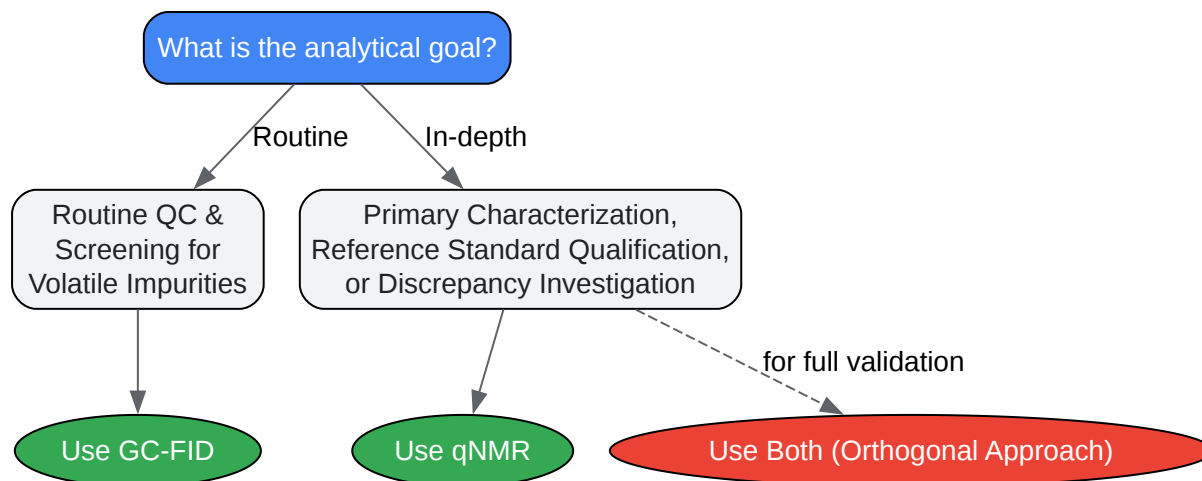 What is the analytical goal?
Routine
In-depth
Routine QC &
Screening for
Volatile Impurities
Primary Characterization,
Reference Standard Qualification,
or Discrepancy Investigation
for full validation
Use GC-FID
Use qNMR
Use Both (Orthogonal Approach)